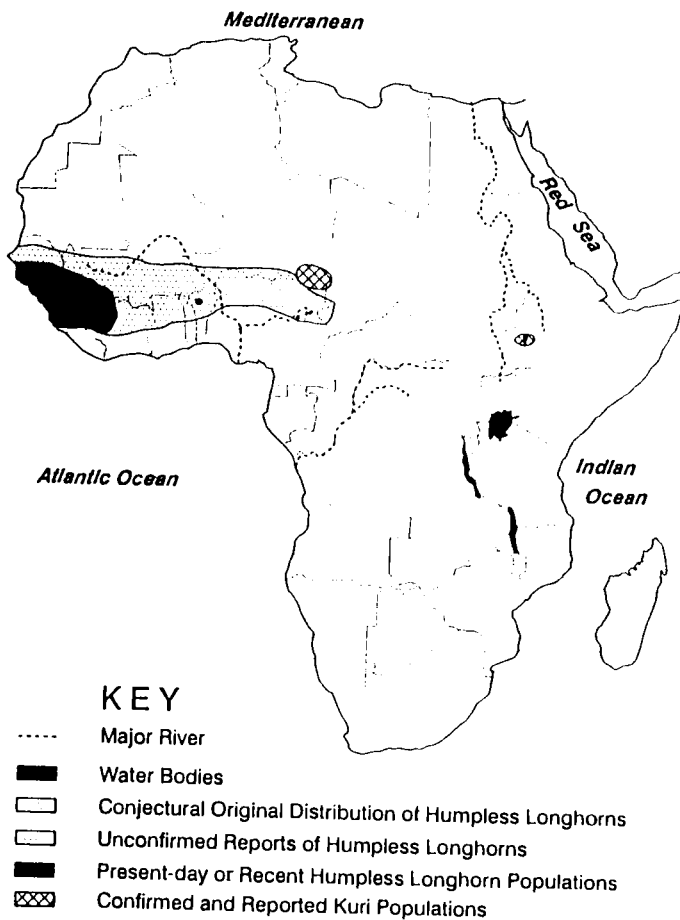 Mediterranean
Red Sea
Atlantic Ocean
Indian
Ocean
KEY
Major River
Water Bodies
Conjectural Original Distribution of Humpless Longhorns
Unconfirmed Reports of Humpless Longhorns
Present-day or Recent Humpless Longhorn Populations
Confirmed and Reported Kuri Populations